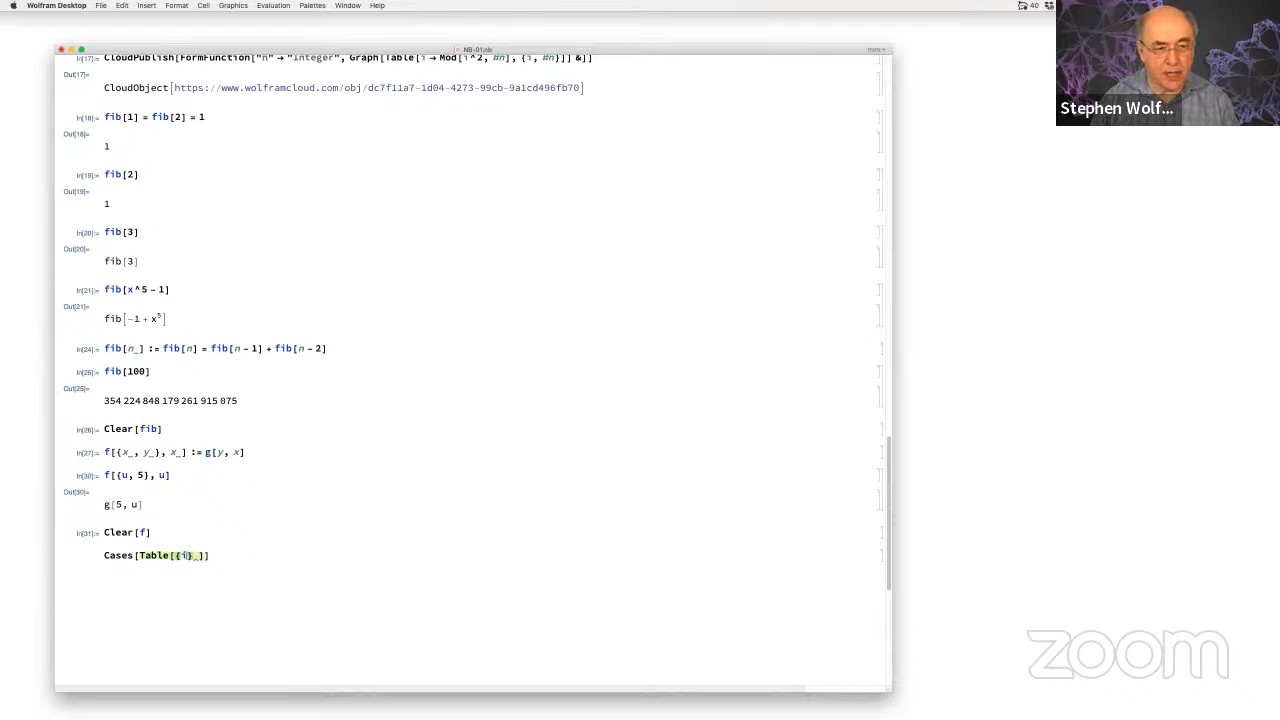 Wolfram Desktop File Edit Insert Format Cell Graphics Evaluation Palettes Window Help
40
NB-01.nb
150%
In[17]:= CloudPublish[FormFunction["n" → "Integer", Graph[Table[i → Mod[i^2, #n], {i, #n}]] &]]
Out[17]=
CloudObject[https://www.wolframcloud.com/obj/dc7f11a7-1d04-4273-99cb-9a1cd496fb70]
In[18]:= fib[1] = fib[2] = 1
Out[18]=
1
In[19]:= fib[2]
Out[19]=
1
In[20]:= fib[3]
Out[20]=
fib[3]
In[21]:= fib[x^5 - 1]
Out[21]=
fib[-1 + x⁵]
In[24]:= fib[n_] := fib[n] = fib[n - 1] + fib[n - 2]
In[25]:= fib[100]
Out[25]=
354 224 848 179 261 915 075
In[26]:= Clear[fib]
In[27]:= f[{x_, y_}, x_] := g[y, x]
In[30]:= f[{u, 5}, u]
Out[30]=
g[5, u]
In[31]:= Clear[f]
Cases[Table[{i} ]]
Stephen Wolf...
zoom